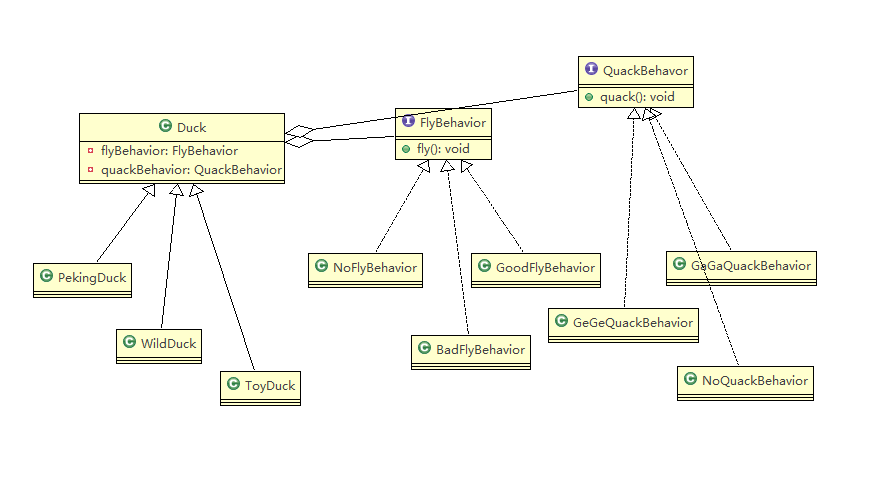 QuackBehavor
quack(): void
Duck
flyBehavior: FlyBehavior
quackBehavior: QuackBehavior
FlyBehavior
fly(): void
PekingDuck
WildDuck
ToyDuck
NoFlyBehavior
GoodFlyBehavior
BadFlyBehavior
GaGaQuackBehavior
GeGeQuackBehavior
NoQuackBehavior